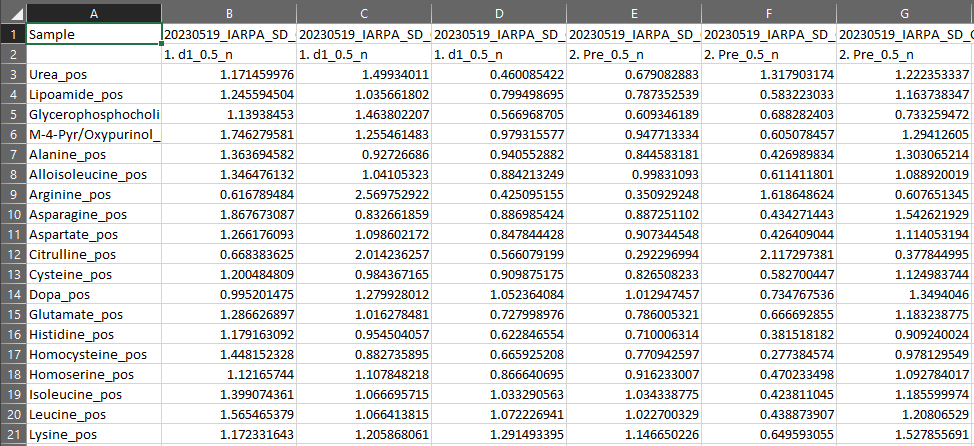 A B C D E F G
1 Sample 20230519_IARPA_SD_ 20230519_IARPA_SD_ 20230519_IARPA_SD_ 20230519_IARPA_SD_ 20230519_IARPA_SD_ 20230519_IARPA_SD_
2 1. d1_0.5_n 1. d1_0.5_n 1. d1_0.5_n 2. Pre_0.5_n 2. Pre_0.5_n 2. Pre_0.5_n
3 Urea_pos 1.171459976 1.49934011 0.460085422 0.679082883 1.317903174 1.222353337
4 Lipoamide_pos 1.245594504 1.035661802 0.799498695 0.787352539 0.583223033 1.163738347
5 Glycerophosphocholi 1.13938453 1.463802207 0.566968705 0.609346189 0.688282403 0.733259472
6 M-4-Pyr/Oxypurinol_ 1.746279581 1.255461483 0.979315577 0.947713334 0.605078457 1.29412605
7 Alanine_pos 1.363694582 0.92726686 0.940552882 0.844583181 0.426989834 1.303065214
8 Alloisoleucine_pos 1.346476132 1.04105323 0.884213249 0.99831093 0.611411801 1.088920019
9 Arginine_pos 0.616789484 2.569752922 0.425095155 0.350929248 1.618648624 0.607651345
10 Asparagine_pos 1.867673087 0.832661859 0.886985424 0.887251102 0.434271443 1.542621929
11 Aspartate_pos 1.266176093 1.098602172 0.847844428 0.907344548 0.426409044 1.114053194
12 Citrulline_pos 0.668383625 2.014236257 0.566079199 0.292296994 2.117297381 0.377844995
13 Cysteine_pos 1.200484809 0.984367165 0.909875175 0.826508233 0.582700447 1.124983744
14 Dopa_pos 0.995201475 1.279928012 1.052364084 1.012947457 0.734767536 1.3494046
15 Glutamate_pos 1.286626897 1.016278481 0.727998976 0.786005321 0.666692855 1.183238775
16 Histidine_pos 1.179163092 0.954504057 0.622846554 0.710006314 0.381518182 0.909240024
17 Homocysteine_pos 1.448152328 0.882735895 0.665925208 0.770942597 0.277384574 0.978129549
18 Homoserine_pos 1.12165744 1.107848218 0.866640695 0.916233007 0.470233498 1.092784017
19 Isoleucine_pos 1.399074361 1.066695715 1.033290563 1.034338775 0.423811045 1.185599974
20 Leucine_pos 1.565465379 1.066413815 1.072226941 1.022700329 0.438873907 1.20806529
21 Lysine_pos 1.172331643 1.205868061 1.291493395 1.146650226 0.649593055 1.527855691